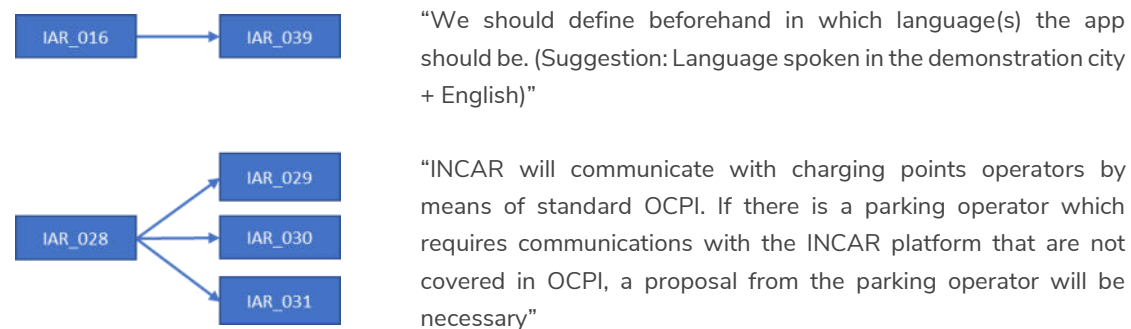 IAR_016
IAR_039
“We should define beforehand in which language(s) the app
should be. (Suggestion: Language spoken in the demonstration city
+ English)”
IAR_028
IAR_029
IAR_030
IAR_031
“INCAR will communicate with charging points operators by
means of standard OCPI. If there is a parking operator which
requires communications with the INCAR platform that are not
covered in OCPI, a proposal from the parking operator will be
necessary”